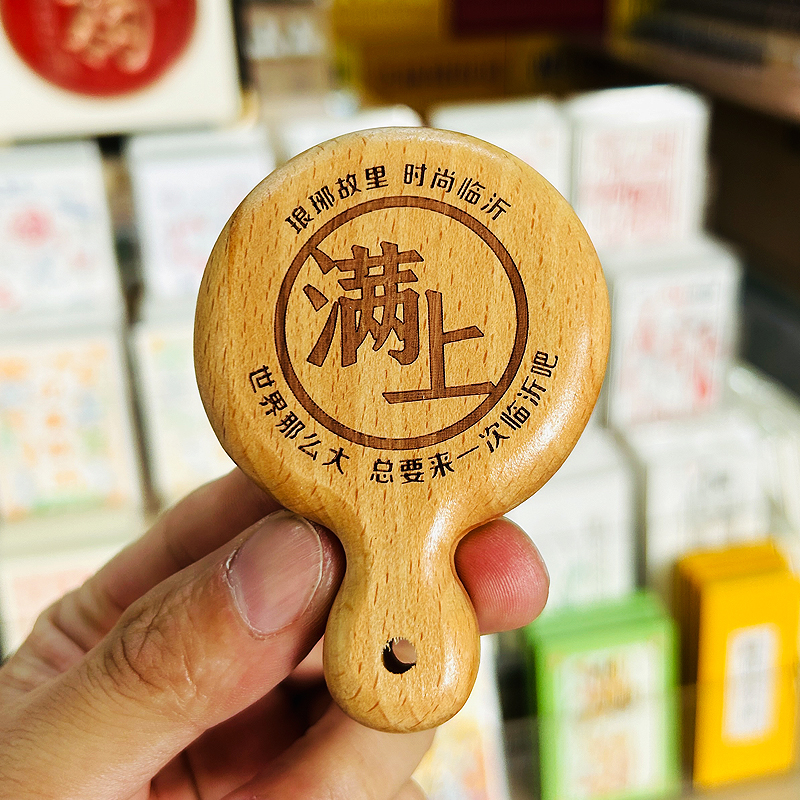 琅琊故里 时尚临沂
满上
世界那么大 总要来一次临沂吧